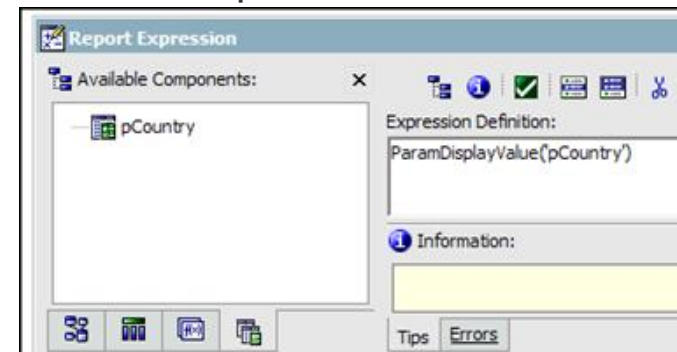 Report Expression
Available Components:
pCountry
Expression Definition:
ParamDisplayValue('pCountry')
Information:
Tips Errors